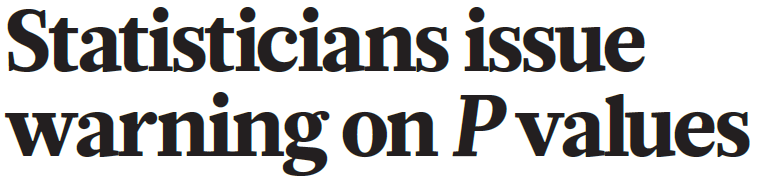 Statisticians issue
warning on P values